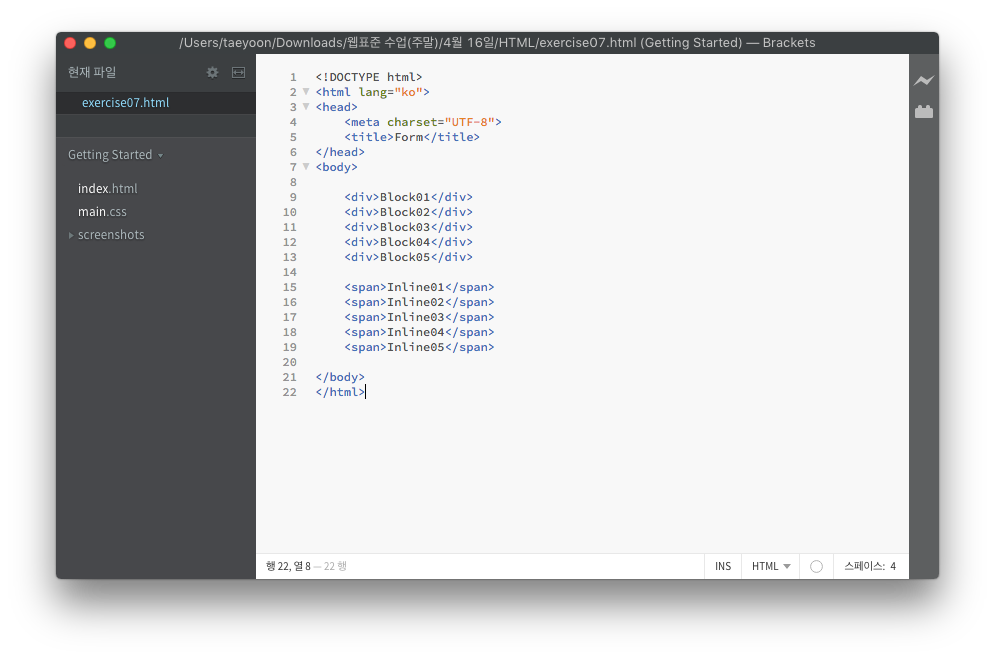 /Users/taeyoon/Downloads/웹표준 수업(주말)/4월 16일/HTML/exercise07.html (Getting Started) — Brackets
현재 파일
exercise07.html
Getting Started
index.html
main.css
screenshots
1 <!DOCTYPE html>
2 <html lang="ko">
3 <head>
4 <meta charset="UTF-8">
5 <title>Form</title>
6 </head>
7 <body>
8
9 <div>Block01</div>
10 <div>Block02</div>
11 <div>Block03</div>
12 <div>Block04</div>
13 <div>Block05</div>
14
15 <span>Inline01</span>
16 <span>Inline02</span>
17 <span>Inline03</span>
18 <span>Inline04</span>
19 <span>Inline05</span>
20
21 </body>
22 </html>
행 22, 열 8 — 22 행 INS HTML 스페이스: 4